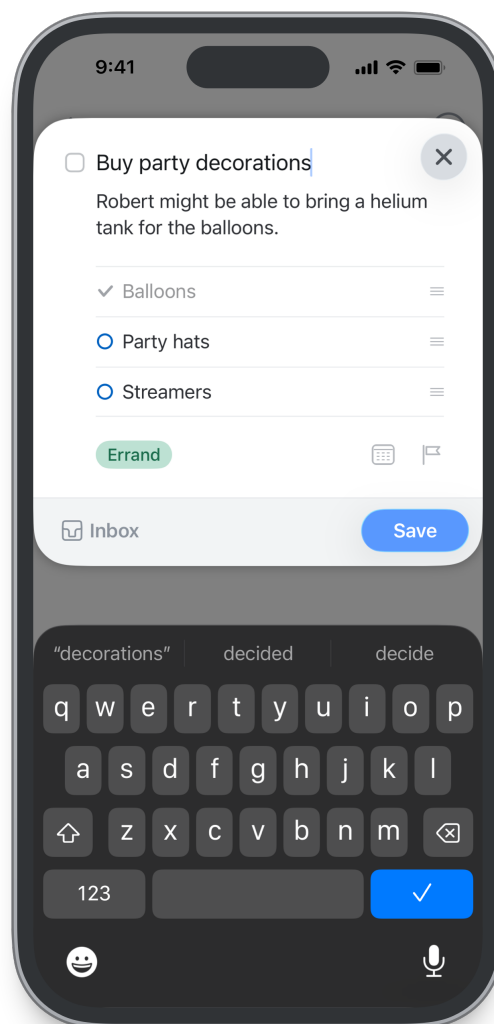 9:41
Buy party decorations
Robert might be able to bring a helium
tank for the balloons.
Balloons
Party hats
Streamers
Errand
Inbox
Save
“decorations” decided decide
q w e r t y u i o p
a s d f g h j k l
z x c v b n m
123